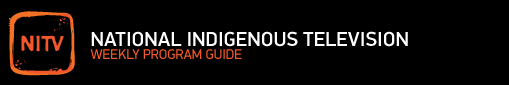 NITV
NATIONAL INDIGENOUS TELEVISION
WEEKLY PROGRAM GUIDE